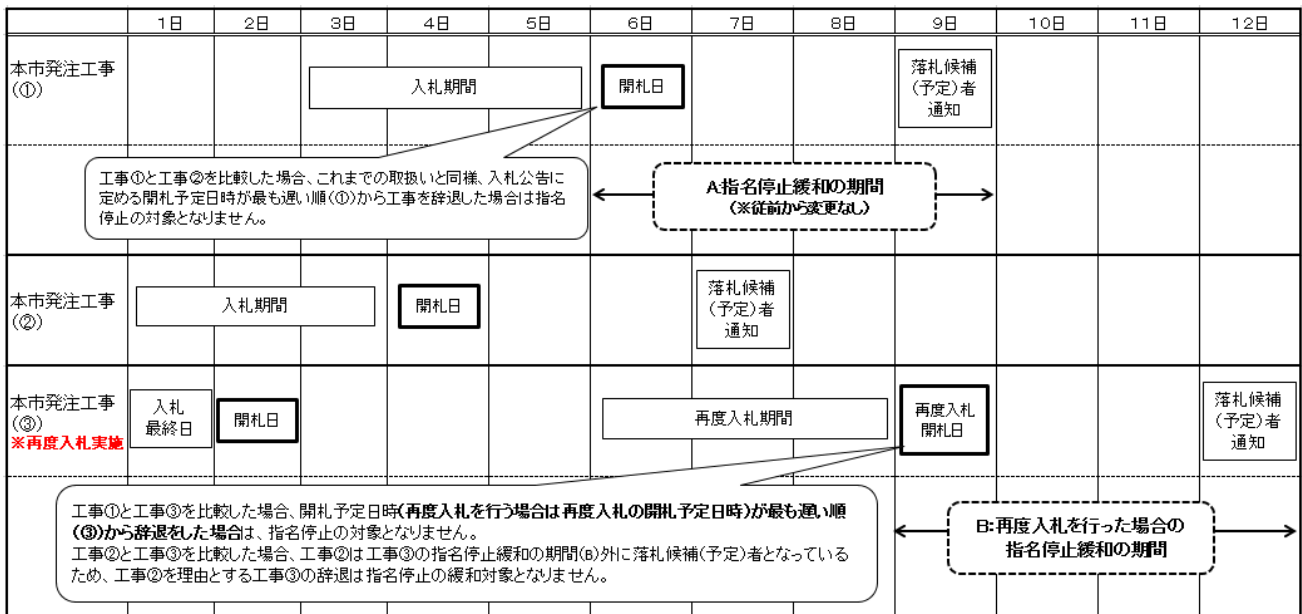 1日 2日 3日 4日 5日 6日 7日 8日 9日 10日 11日 12日
本市発注工事
(①)
入札期間
開札日
落札候補
(予定)者
通知
工事①と工事②を比較した場合、これまでの取扱いと同様、入札公告に
定める開札予定日時が最も遅い順(①)から工事を辞退した場合は指名
停止の対象となりません。
A:指名停止緩和の期間
(※従前から変更なし)
本市発注工事
(②)
入札期間
開札日
落札候補
(予定)者
通知
本市発注工事
(③)
※再度入札実施
入札
最終日
開札日
再度入札期間
再度入札
開札日
落札候補
(予定)者
通知
工事①と工事③を比較した場合、開札予定日時(再度入札を行う場合は再度入札の開札予定日時)が最も遅い順
(③)から辞退をした場合は、指名停止の対象となりません。
工事②と工事③を比較した場合、工事②は工事③の指名停止緩和の期間(B)外に落札候補(予定)者となっている
ため、工事②を理由とする工事③の辞退は指名停止の緩和対象となりません。
B:再度入札を行った場合の
指名停止緩和の期間